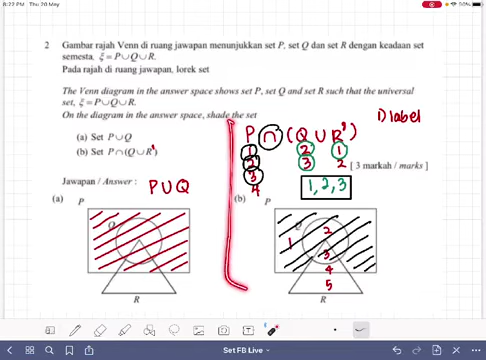 8:22 PM Thu 20 May
50%
2 Gambar rajah Venn di ruang jawapan menunjukkan set P, set Q dan set R dengan keadaan set
semesta, ξ = P∪Q∪R.
Pada rajah di ruang jawapan, lorek set
The Venn diagram in the answer space shows set P, set Q and set R such that the universal
set, ξ = P∪Q∪R.
On the diagram in the answer space, shade the set
(a) Set P∪Q
(b) Set P∩(Q∪R')
1) label
P ∩ (Q ∪ R')
1 2 1
2 3 2
3
4
1, 2, 3
[ 3 markah / marks ]
Jawapan / Answer :
P∪Q
(a) P
(b) P
Q
Q
1
2
3
4
5
R
R
Set FB Live